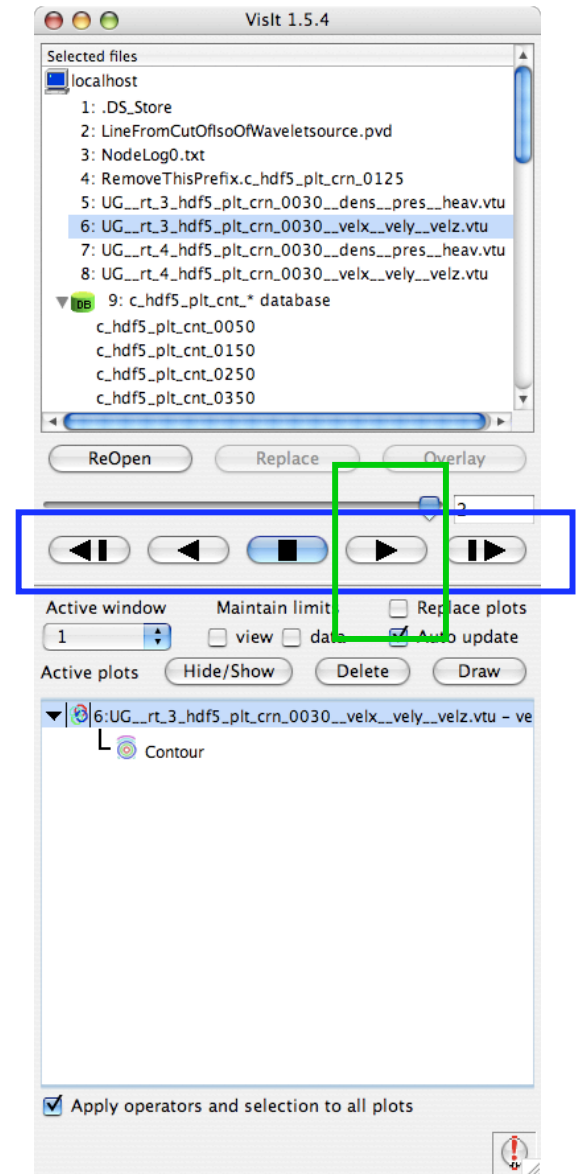 VisIt 1.5.4
Selected files
localhost
1: .DS_Store
2: LineFromCutOfIsoOfWaveletsource.pvd
3: NodeLog0.txt
4: RemoveThisPrefix.c_hdf5_plt_crn_0125
5: UG__rt_3_hdf5_plt_crn_0030__dens__pres__heav.vtu
6: UG__rt_3_hdf5_plt_crn_0030__velx__vely__velz.vtu
7: UG__rt_4_hdf5_plt_crn_0030__dens__pres__heav.vtu
8: UG__rt_4_hdf5_plt_crn_0030__velx__vely__velz.vtu
DB 9: c_hdf5_plt_cnt_* database
c_hdf5_plt_cnt_0050
c_hdf5_plt_cnt_0150
c_hdf5_plt_cnt_0250
c_hdf5_plt_cnt_0350
ReOpen Replace Overlay
2
Active window Maintain limits Replace plots
1 view data Auto update
Active plots Hide/Show Delete Draw
6:UG__rt_3_hdf5_plt_crn_0030__velx__vely__velz.vtu – ve
Contour
Apply operators and selection to all plots